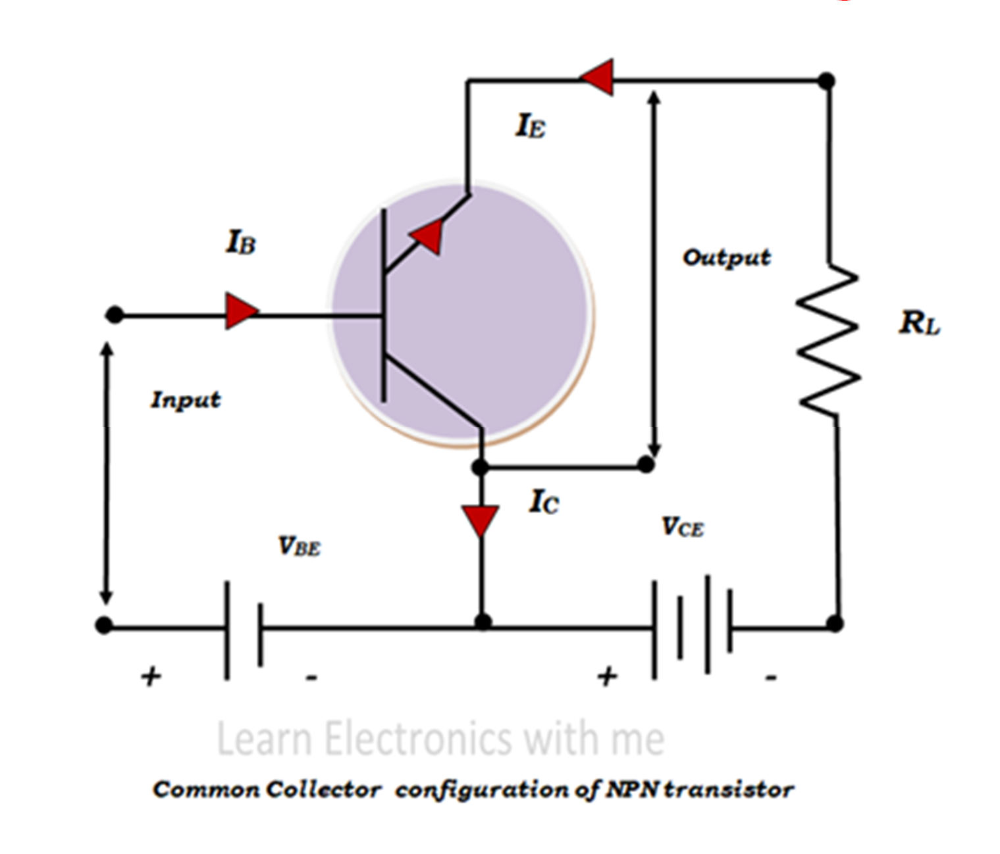 IE
IB
Output
RL
Input
IC
VCE
VBE
+ - + -
Learn Electronics with me
Common Collector configuration of NPN transistor